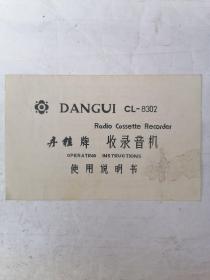 DANGUI CL-8302
Radio Cassette Recorder
丹桂牌 收录音机
OPERATING INSTRUCTIONS
使用说明书